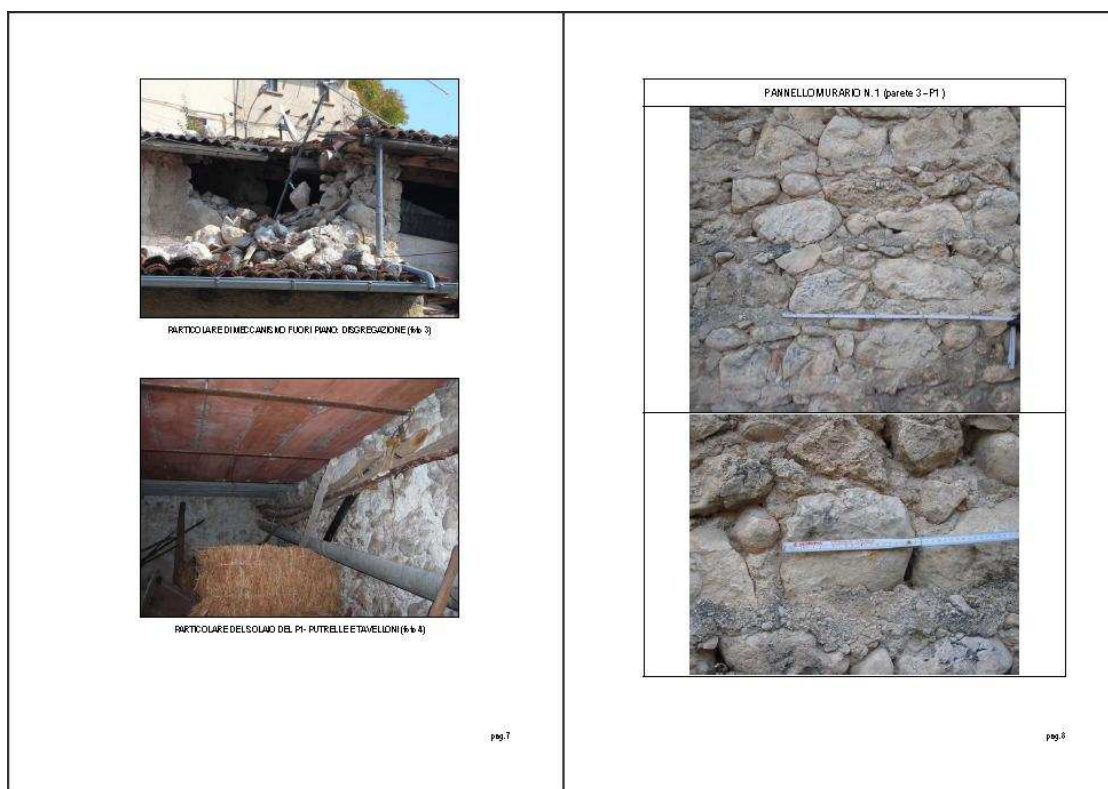 PARTICOLARE DI MECCANISMO FUORI PIANO: DISGREGAZIONE (foto 3)
PARTICOLARE DEL SOLAIO DEL P1- PUTRELLE E TAVELLONI (foto 4)
pag.7
PANNELLO MURARIO N. 1 (parete 3 - P1 )
pag.8